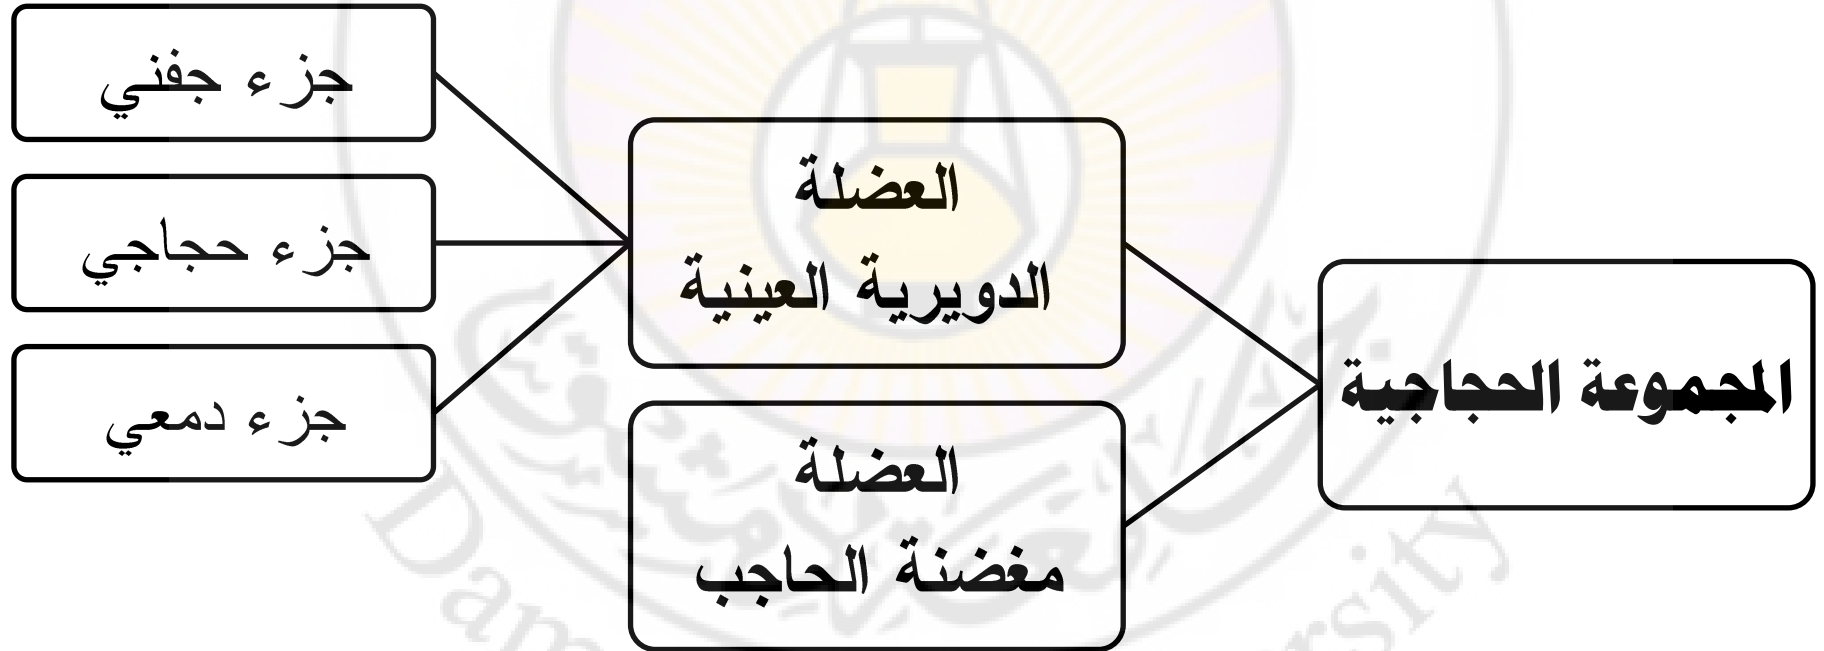 المجموعة الحجاجية
العضلة
الدويرية العينية
جزء جفني
جزء حجاجي
جزء دمعي
العضلة
مغضنة الحاجب